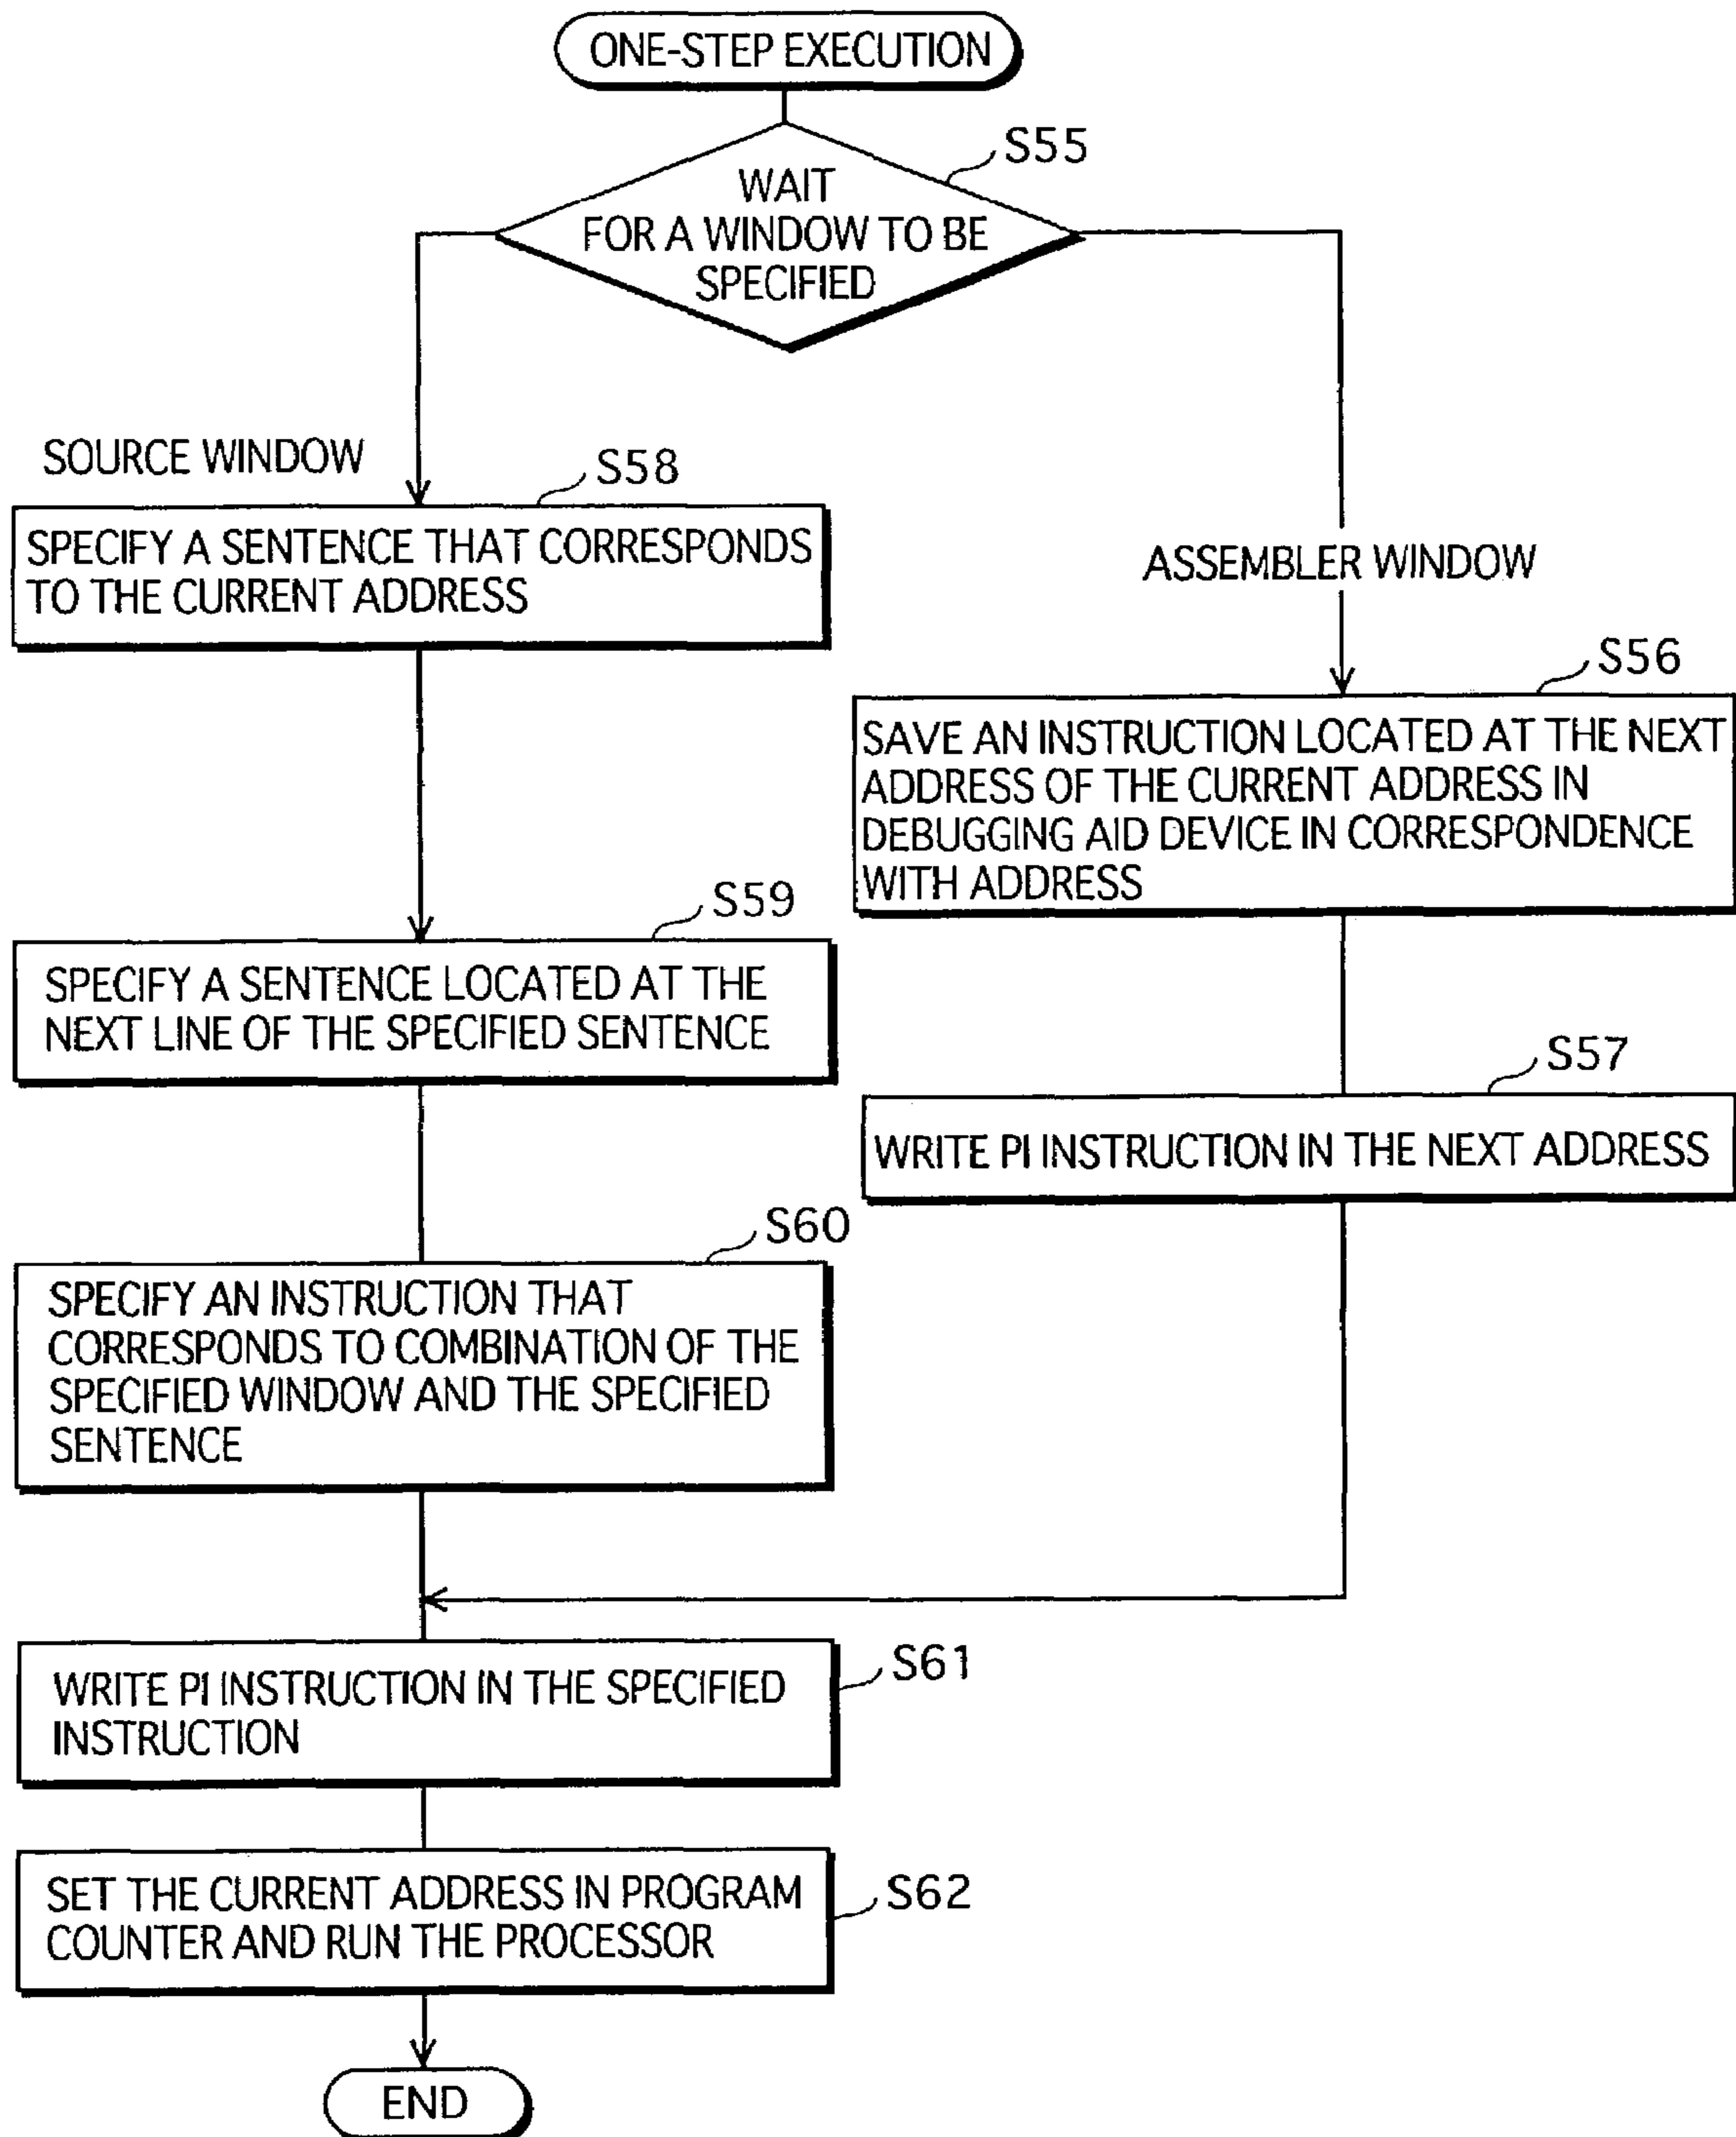 ONE-STEP EXECUTION
S55
WAIT
FOR A WINDOW TO BE
SPECIFIED
SOURCE WINDOW
S58
SPECIFY A SENTENCE THAT CORRESPONDS
TO THE CURRENT ADDRESS
ASSEMBLER WINDOW
S56
SAVE AN INSTRUCTION LOCATED AT THE NEXT
ADDRESS OF THE CURRENT ADDRESS IN
DEBUGGING AID DEVICE IN CORRESPONDENCE
WITH ADDRESS
S59
SPECIFY A SENTENCE LOCATED AT THE
NEXT LINE OF THE SPECIFIED SENTENCE
S57
WRITE PI INSTRUCTION IN THE NEXT ADDRESS
S60
SPECIFY AN INSTRUCTION THAT
CORRESPONDS TO COMBINATION OF THE
SPECIFIED WINDOW AND THE SPECIFIED
SENTENCE
S61
WRITE PI INSTRUCTION IN THE SPECIFIED
INSTRUCTION
S62
SET THE CURRENT ADDRESS IN PROGRAM
COUNTER AND RUN THE PROCESSOR
END